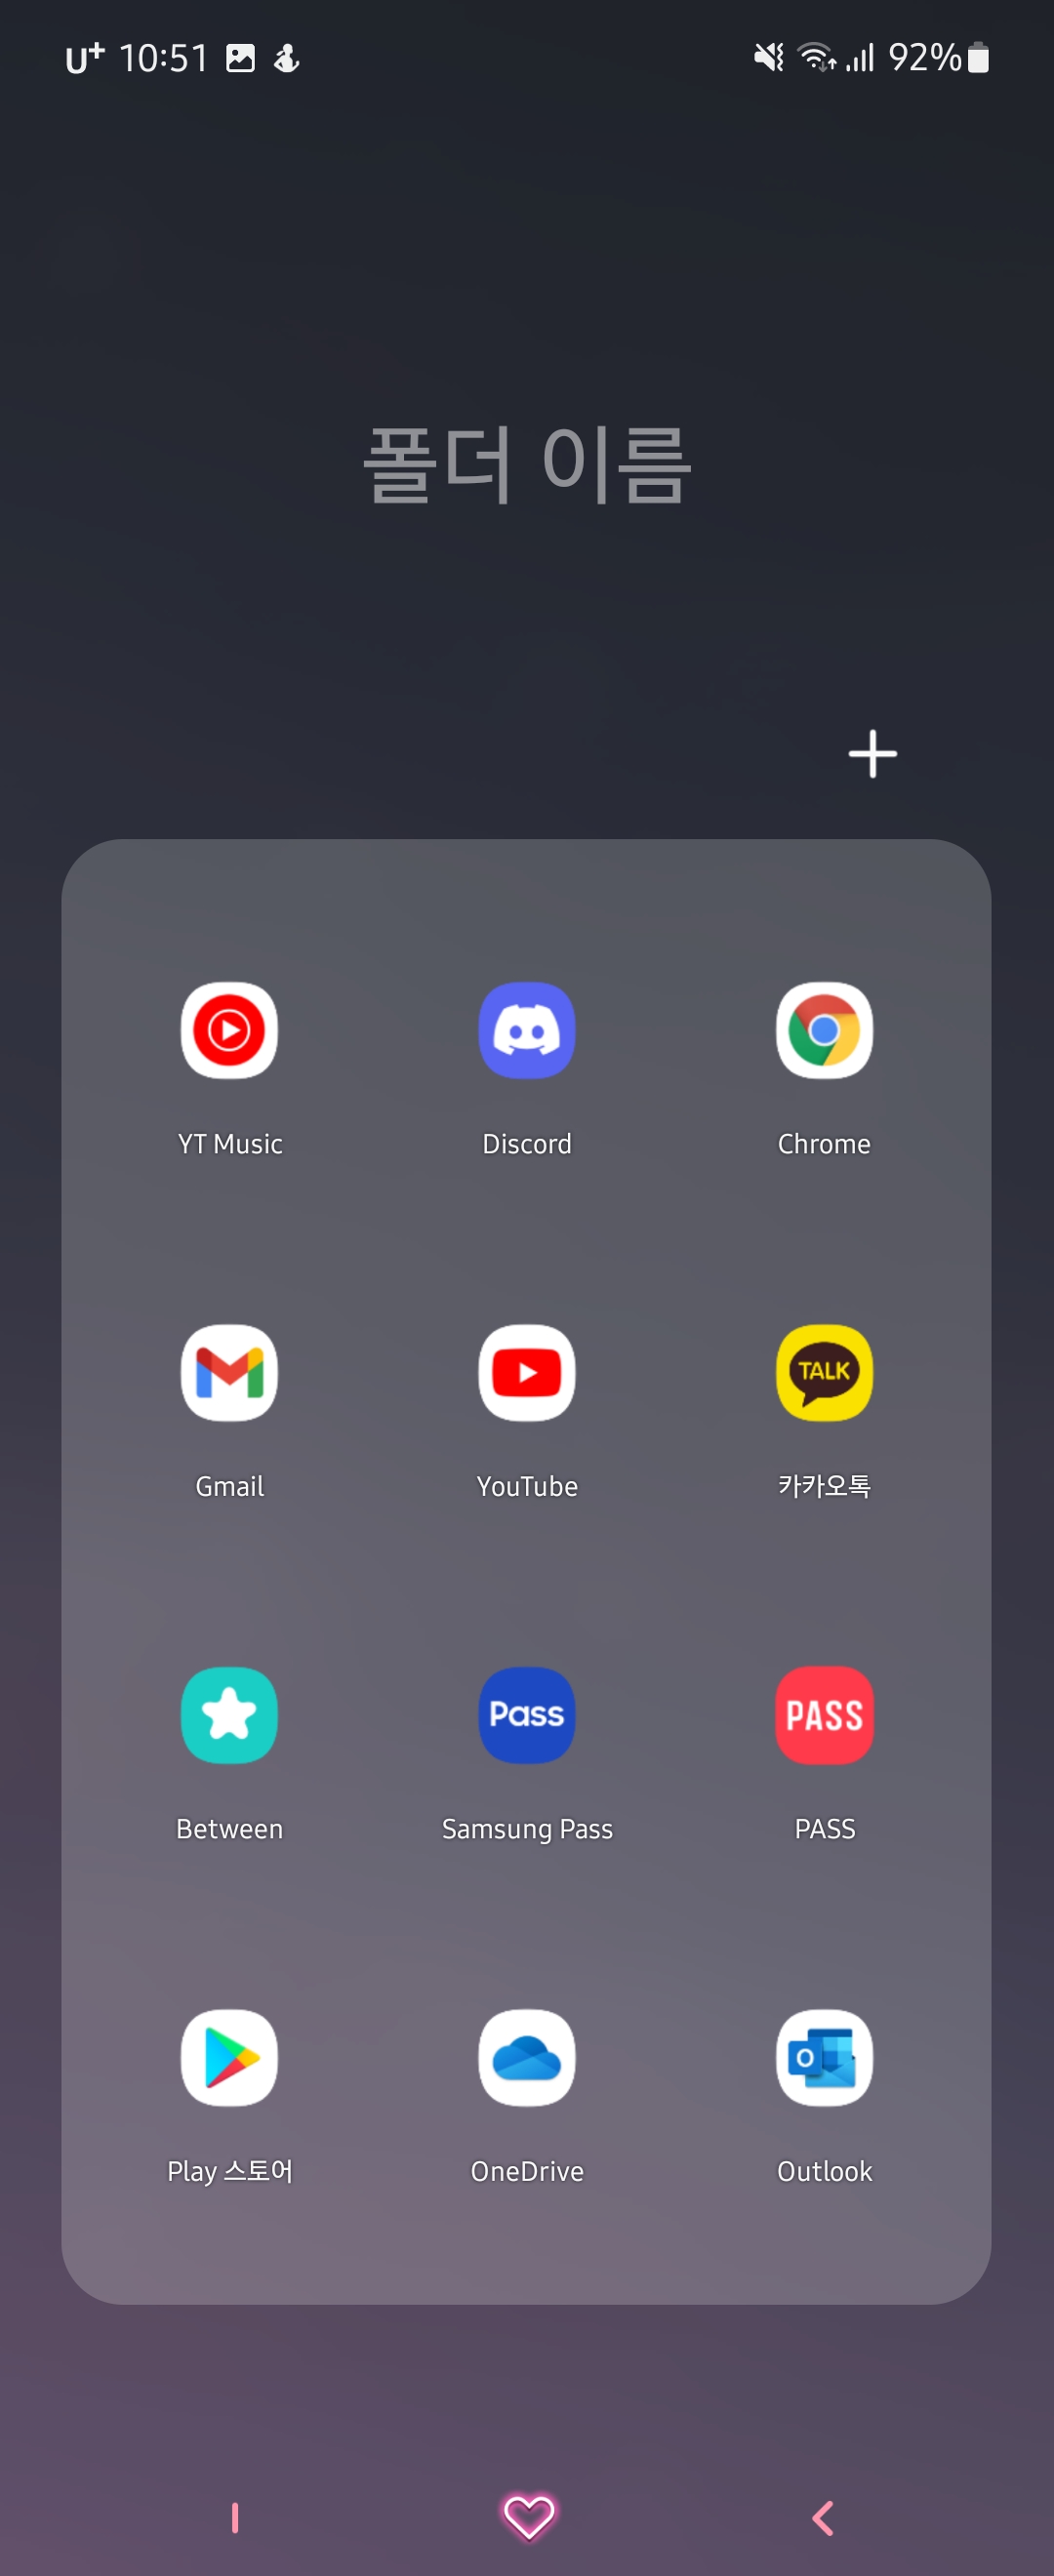 U+ 10:51 92%
폴더 이름
YT Music Discord Chrome
TALK
Gmail YouTube 카카오톡
Pass PASS
Between Samsung Pass PASS
O
Play 스토어 OneDrive Outlook